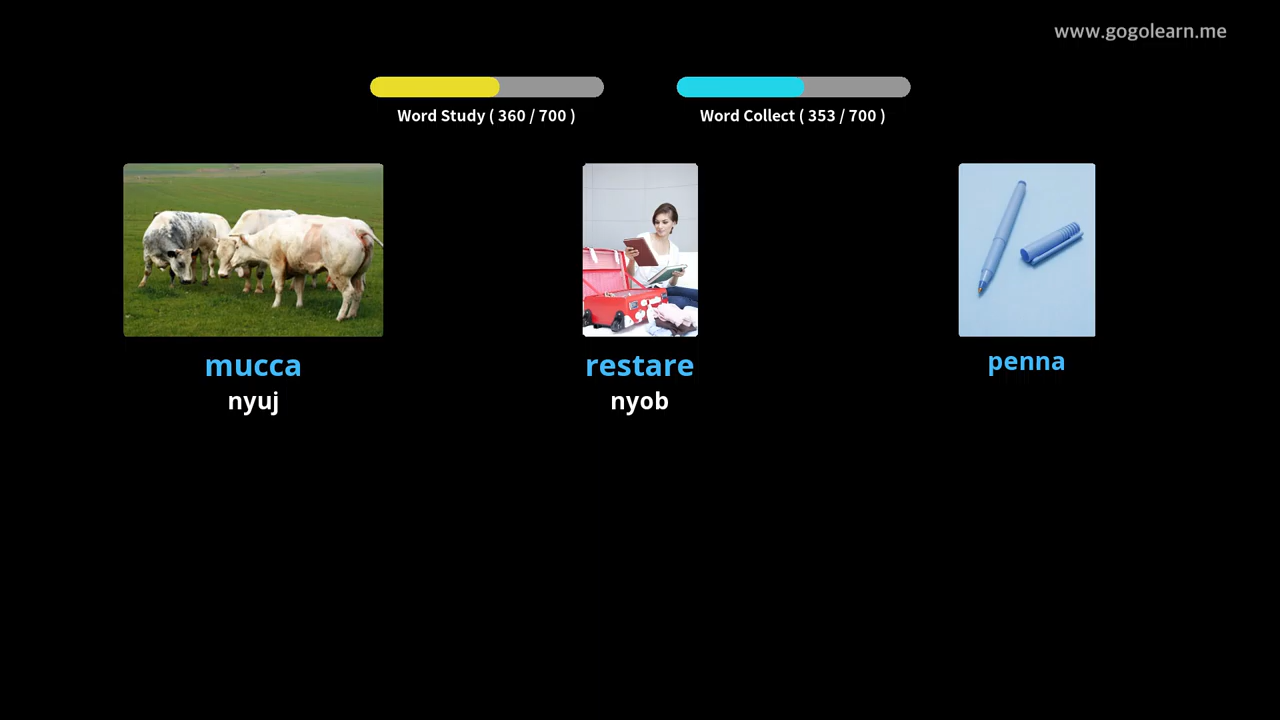 www.gogolearn.me
Word Study ( 360 / 700 )
Word Collect ( 353 / 700 )
mucca
nyuj
restare
nyob
penna